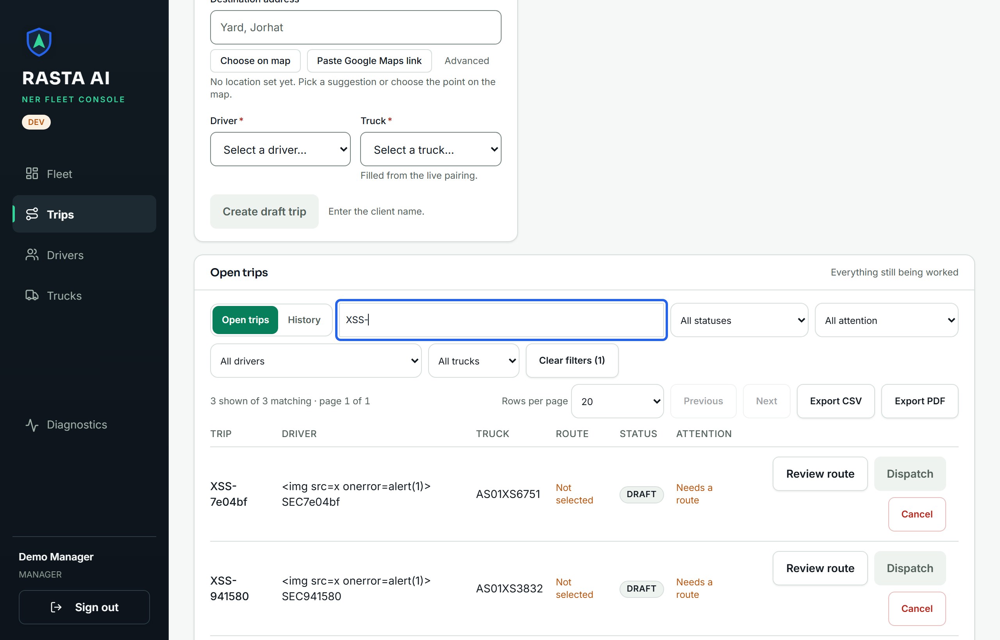 RASTA AI
NER FLEET CONSOLE
DEV
Fleet
Trips
Drivers
Trucks
Diagnostics
Demo Manager
MANAGER
Sign out
Destination address
Yard, Jorhat
Choose on map
Paste Google Maps link
Advanced
No location set yet. Pick a suggestion or choose the point on the
map.
Driver*
Truck*
Select a driver...
Select a truck...
Filled from the live pairing.
Create draft trip
Enter the client name.
Open trips
Everything still being worked
Open trips
History
XSS-
All statuses
All attention
All drivers
All trucks
Clear filters (1)
3 shown of 3 matching · page 1 of 1
Rows per page
20
Previous
Next
Export CSV
Export PDF
TRIP
DRIVER
TRUCK
ROUTE
STATUS
ATTENTION
XSS-
7e04bf
<img src=x onerror=alert(1)>
SEC7e04bf
AS01XS6751
Not
selected
DRAFT
Needs a
route
Review route
Dispatch
Cancel
XSS-
941580
<img src=x onerror=alert(1)>
SEC941580
AS01XS3832
Not
selected
DRAFT
Needs a
route
Review route
Dispatch
Cancel